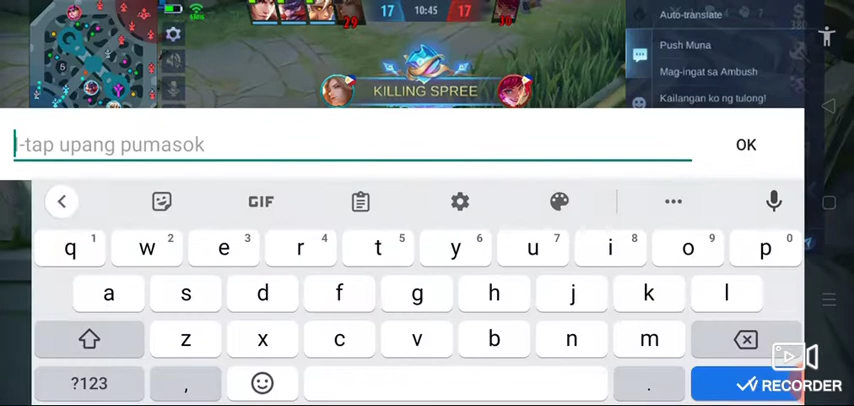 17 10:45 17
29
Auto-translate
Push Muna
Mag-ingat sa Ambush
Kailangan ko ng tulong!
KILLING SPREE
I-tap upang pumasok
OK
GIF
q 1 w 2 e 3 r 4 t 5 y 6 u 7 i 8 o 9 p 0
a s d f g h j k l
z x c v b n m
?123 , .
RECORDER